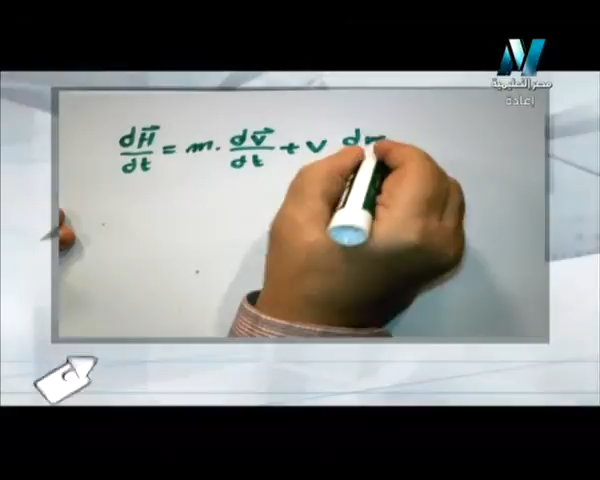 مصر التعليمية
إعادة
dH⃗/dt = m · dv⃗/dt + v dm